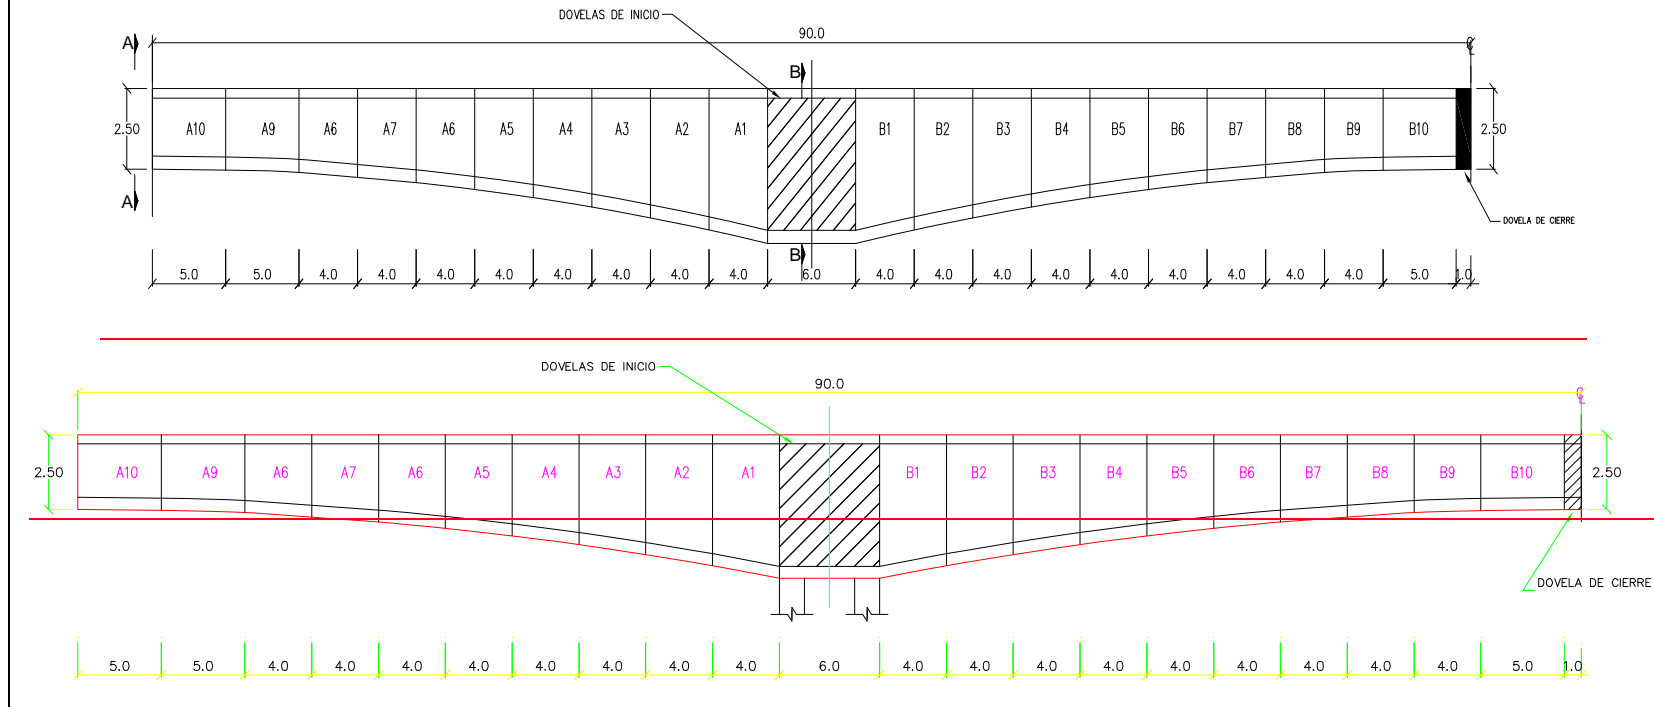 DOVELAS DE INICIO
90.0
℄
A
B
2.50
A10 A9 A6 A7 A6 A5 A4 A3 A2 A1 B1 B2 B3 B4 B5 B6 B7 B8 B9 B10
2.50
A
DOVELA DE CIERRE
B
5.0 5.0 4.0 4.0 4.0 4.0 4.0 4.0 4.0 4.0 6.0 4.0 4.0 4.0 4.0 4.0 4.0 4.0 4.0 4.0 5.0 1.0
DOVELAS DE INICIO
90.0
℄
2.50
A10 A9 A6 A7 A6 A5 A4 A3 A2 A1 B1 B2 B3 B4 B5 B6 B7 B8 B9 B10
2.50
DOVELA DE CIERRE
5.0 5.0 4.0 4.0 4.0 4.0 4.0 4.0 4.0 4.0 6.0 4.0 4.0 4.0 4.0 4.0 4.0 4.0 4.0 4.0 5.0 1.0